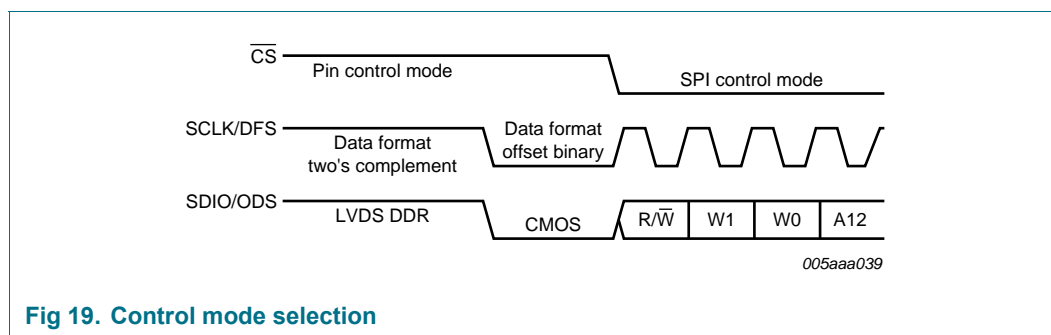 CS
Pin control mode
SPI control mode
SCLK/DFS
Data format
two's complement
Data format
offset binary
SDIO/ODS
LVDS DDR
CMOS
R/W
W1
W0
A12
005aaa039
Fig 19. Control mode selection